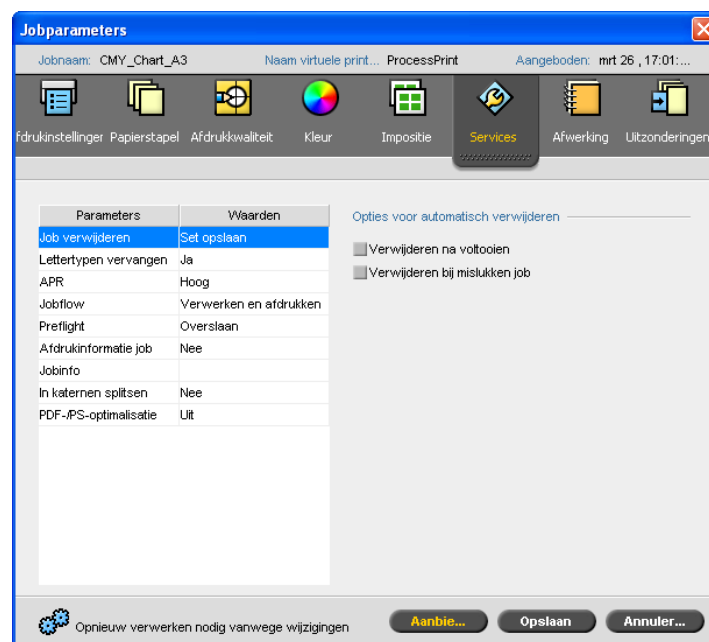 Jobparameters
Jobnaam: CMY_Chart_A3 Naam virtuele print... ProcessPrint Aangeboden: mrt 26 , 17:01:...
fdrukinstellinger Papierstapel Afdrukkwaliteit Kleur Impositie Services Afwerking Uitzonderingen
Parameters Waarden
Job verwijderen Set opslaan
Lettertypen vervangen Ja
APR Hoog
Jobflow Verwerken en afdrukken
Preflight Overslaan
Afdrukinformatie job Nee
Jobinfo
In katernen splitsen Nee
PDF-/PS-optimalisatie Uit
Opties voor automatisch verwijderen
Verwijderen na voltooien
Verwijderen bij mislukken job
Opnieuw verwerken nodig vanwege wijzigingen
Aanbie... Opslaan Annuler...